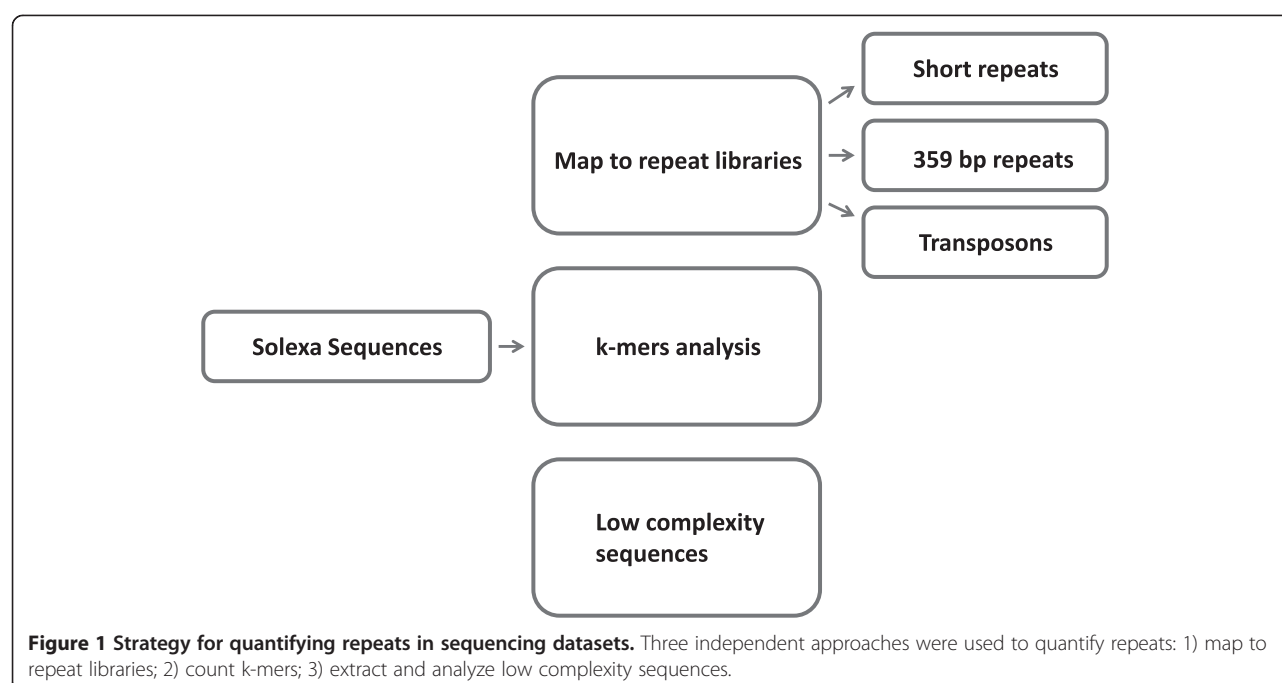 Short repeats
Map to repeat libraries
359 bp repeats
Transposons
Solexa Sequences
k-mers analysis
Low complexity
sequences
Figure 1 Strategy for quantifying repeats in sequencing datasets. Three independent approaches were used to quantify repeats: 1) map to
repeat libraries; 2) count k-mers; 3) extract and analyze low complexity sequences.